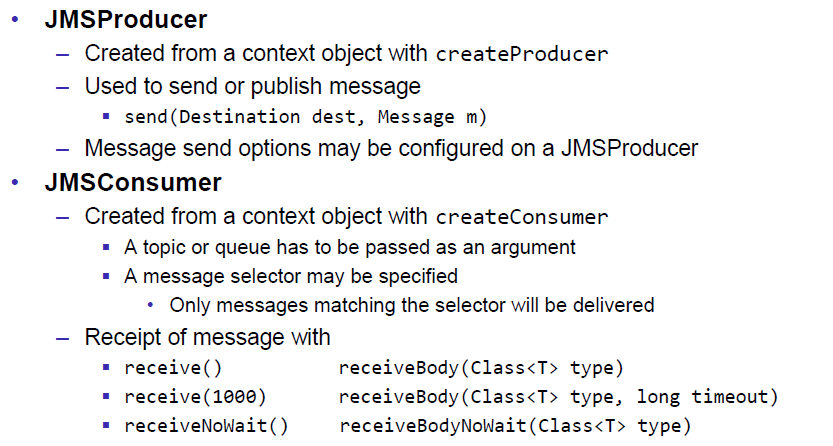 • JMSProducer
– Created from a context object with createProducer
– Used to send or publish message
▪ send(Destination dest, Message m)
– Message send options may be configured on a JMSProducer
• JMSConsumer
– Created from a context object with createConsumer
▪ A topic or queue has to be passed as an argument
▪ A message selector may be specified
• Only messages matching the selector will be delivered
– Receipt of message with
▪ receive() receiveBody(Class<T> type)
▪ receive(1000) receiveBody(Class<T> type, long timeout)
▪ receiveNoWait() receiveBodyNoWait(Class<T> type)